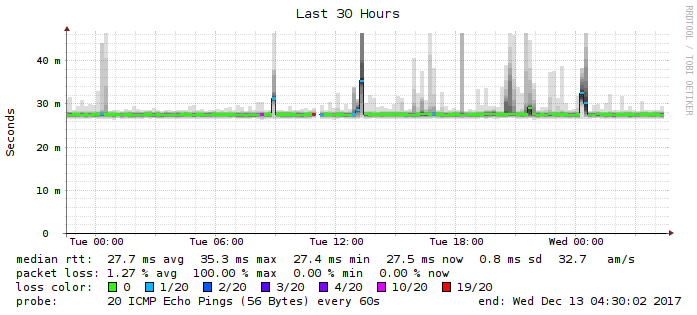 Last 30 Hours
RRDTOOL / TOBI OETIKER
Seconds
40 m
30 m
20 m
10 m
0
Tue 00:00 Tue 06:00 Tue 12:00 Tue 18:00 Wed 00:00
median rtt: 27.7 ms avg 35.3 ms max 27.4 ms min 27.5 ms now 0.8 ms sd 32.7 am/s
packet loss: 1.27 % avg 100.00 % max 0.00 % min 0.00 % now
loss color: 0 1/20 2/20 3/20 4/20 10/20 19/20
probe: 20 ICMP Echo Pings (56 Bytes) every 60s end: Wed Dec 13 04:30:02 2017